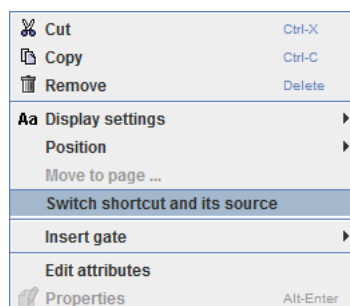 Cut Ctrl-X
Copy Ctrl-C
Remove Delete
Aa Display settings
Position
Move to page ...
Switch shortcut and its source
Insert gate
Edit attributes
Properties Alt-Enter